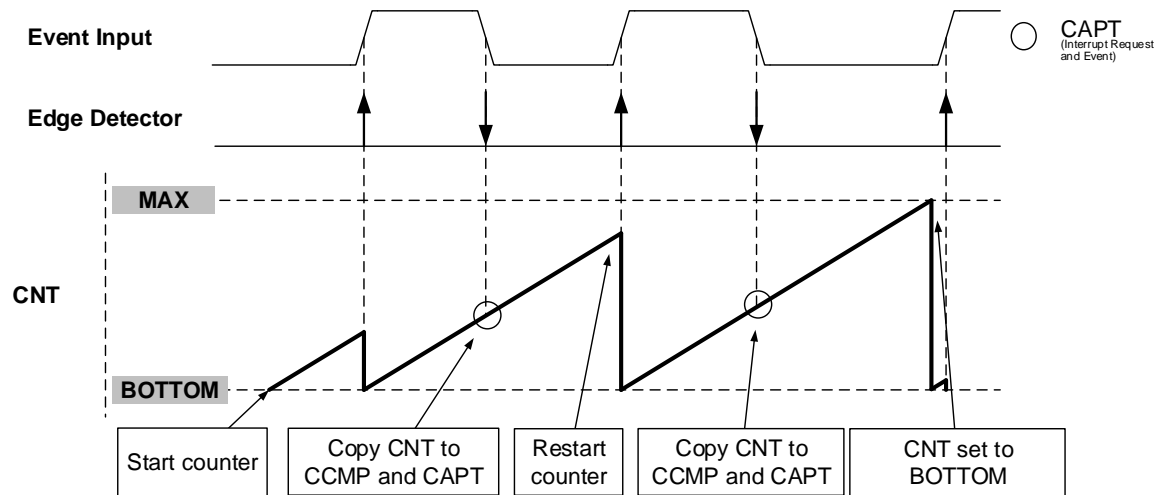 Event Input
CAPT
(Interrupt Request
and Event)
Edge Detector
MAX
CNT
BOTTOM
Start counter
Copy CNT to
CCMP and CAPT
Restart
counter
Copy CNT to
CCMP and CAPT
CNT set to
BOTTOM